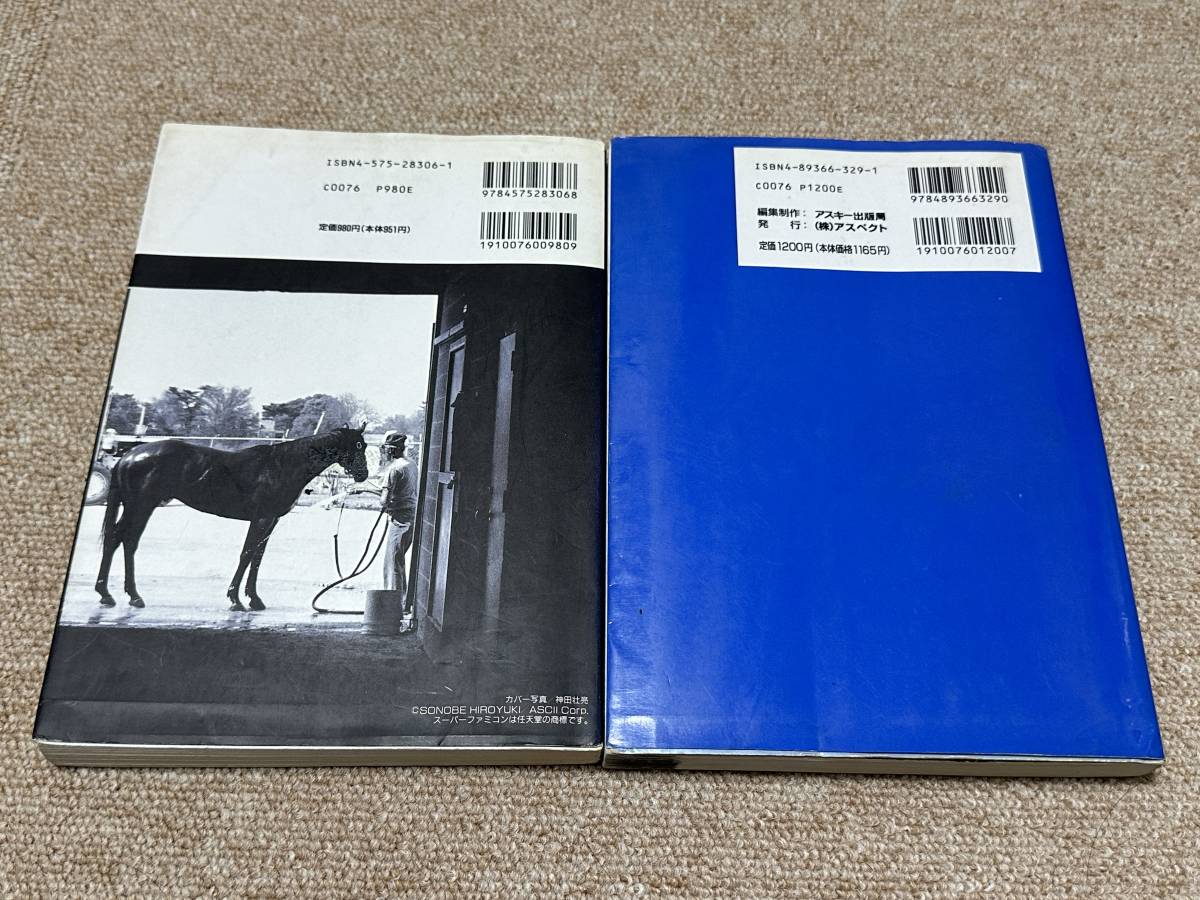 ISBN4-575-28306-1
C0076 P980E
定価980円(本体951円)
9784575283068
1910076009809
カバー写真/神田壮亮
©SONOBE HIROYUKI ASCII Corp.
スーパーファミコンは任天堂の商標です。
ISBN4-89366-329-1
C0076 P1200E
編集制作: アスキー出版局
発 行: (株)アスペクト
定価1200円(本体価格1165円)
9784893663290
1910076012007